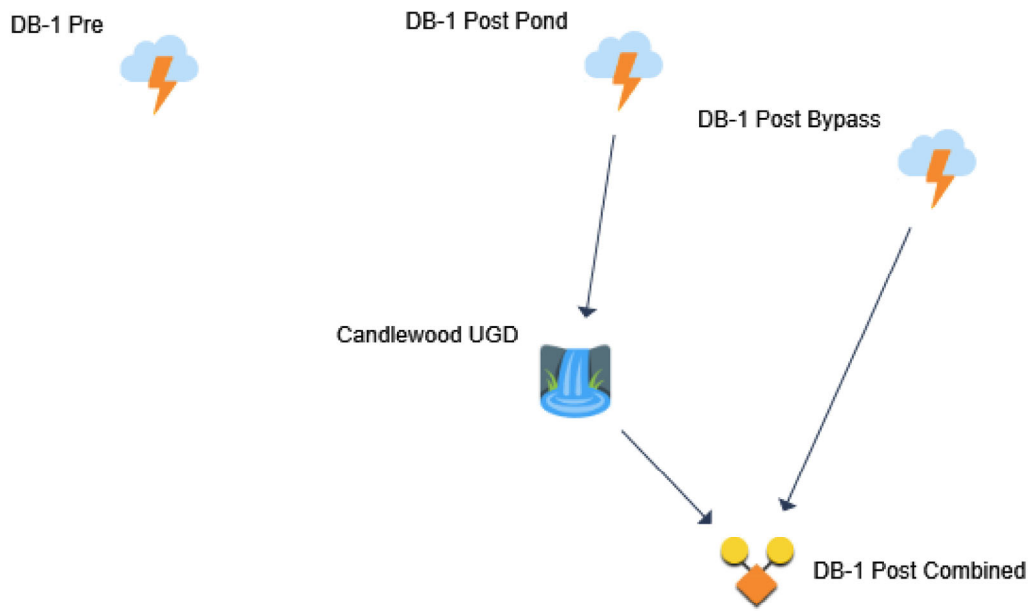 DB-1 Pre
DB-1 Post Pond
DB-1 Post Bypass
Candlewood UGD
DB-1 Post Combined